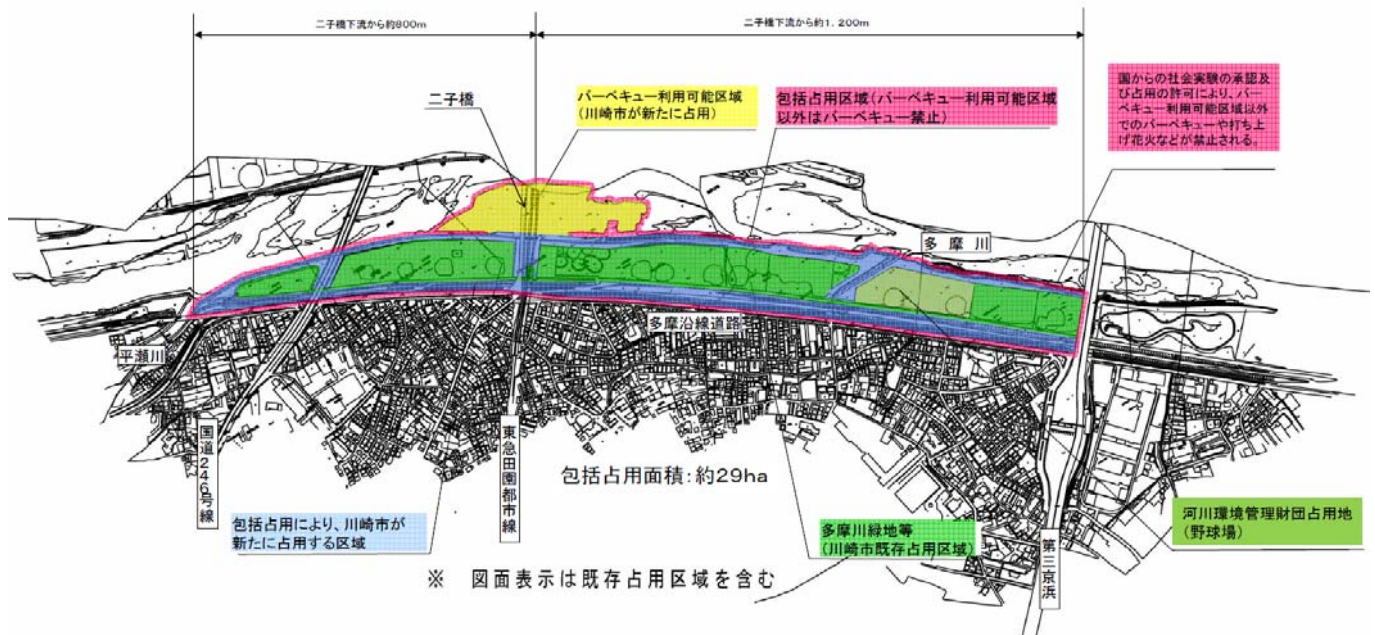 二子橋下流から約800m
二子橋下流から約1．200m
二子橋
バーベキュー利用可能区域
(川崎市が新たに占用)
包括占用区域(バーベキュー利用可能区域
以外はバーベキュー禁止)
国からの社会実験の承認及
び占用の許可により、バー
ベキュー利用可能区域以外
でのバーベキューや打ち上
げ花火などが禁止される。
多摩川
多摩沿線道路
平瀬川
国道246号線
東急田園都市線
包括占用面積：約29ha
包括占用により、川崎市が
新たに占用する区域
多摩川緑地等
(川崎市既存占用区域)
第三京浜
河川環境管理財団占用地
(野球場)
※　図面表示は既存占用区域を含む